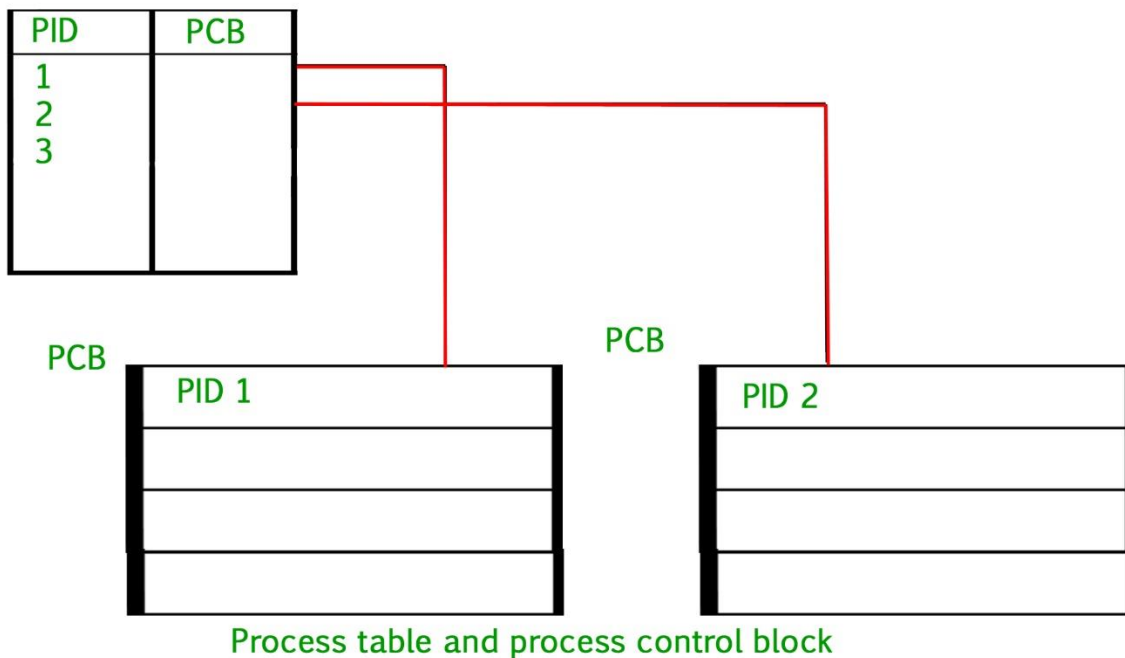 PID PCB
1
2
3
PCB PCB
PID 1 PID 2
Process table and process control block